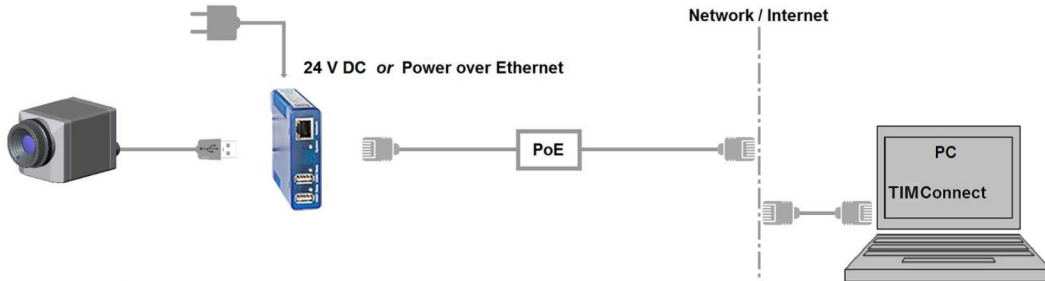 Network / Internet
24 V DC or Power over Ethernet
PoE
PC
TIMConnect